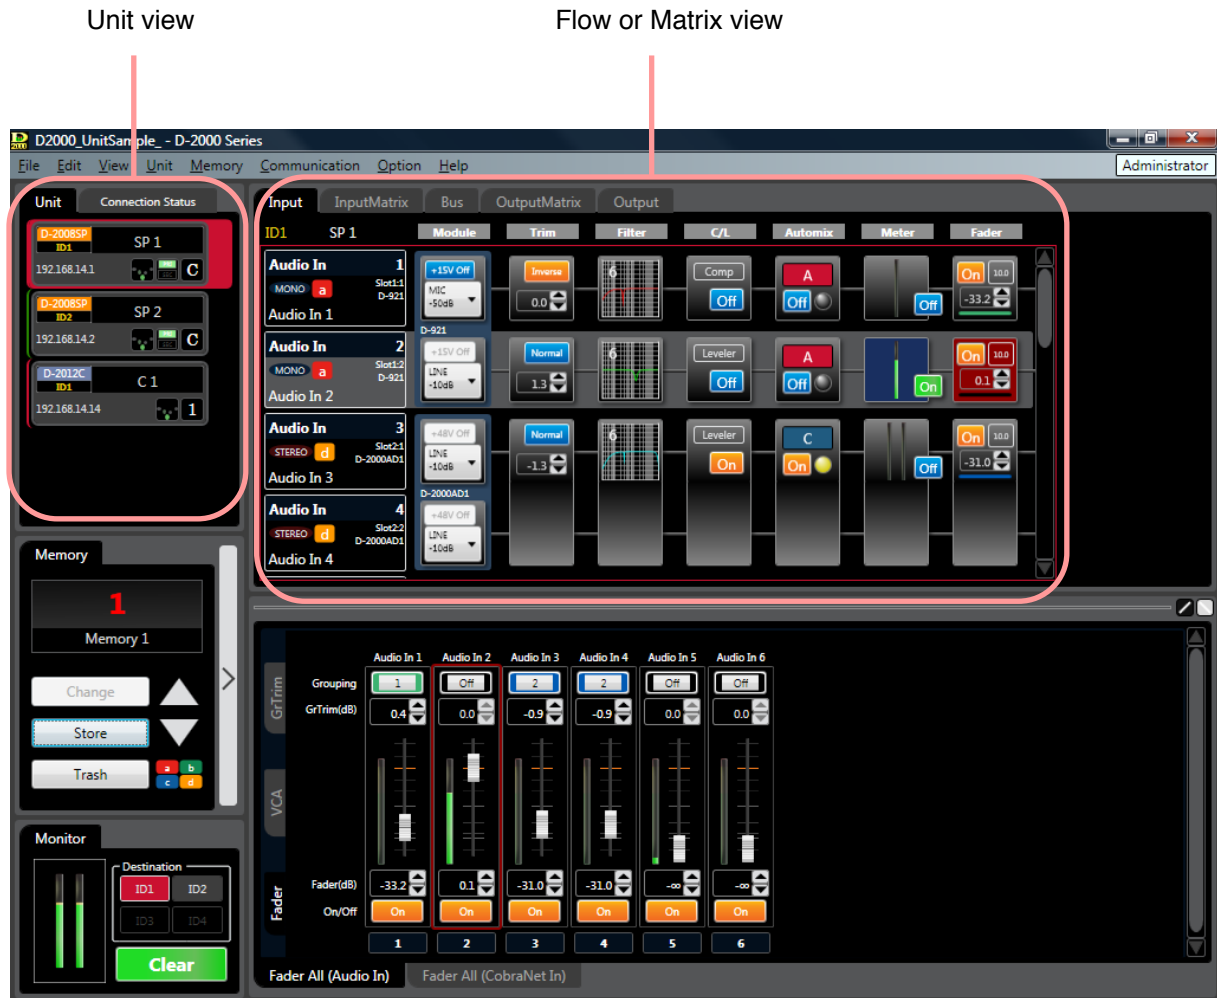 Unit view
Flow or Matrix view
D2000_UnitSample_ - D-2000 Series
File Edit View Unit Memory Communication Option Help
Administrator
Unit Connection Status
D-2008SP
ID1
SP 1
192.168.14.1
C
D-2008SP
ID2
SP 2
192.168.14.2
C
D-2012C
ID1
C 1
192.168.14.14
1
Input InputMatrix Bus OutputMatrix Output
ID1 SP 1 Module Trim Filter C/L Automix Meter Fader
Audio In 1
MONO a Slot1:1
D-921
Audio In 1
+15V Off
MIC
-50dB
D-921
Inverse
0.0
6
Comp
Off
A
Off
Off
On 10.0
-33.2
Audio In 2
MONO a Slot1:2
D-921
Audio In 2
+15V Off
LINE
-10dB
Normal
1.3
6
Leveler
Off
A
Off
On
On 10.0
0.1
Audio In 3
STEREO d Slot2:1
D-2000AD1
Audio In 3
+48V Off
LINE
-10dB
D-2000AD1
Normal
-1.3
6
Leveler
On
C
On
Off
On 10.0
-31.0
Audio In 4
STEREO d Slot2:2
D-2000AD1
Audio In 4
+48V Off
LINE
-10dB
Memory
1
Memory 1
Change
Store
Trash
a b
c d
>
Monitor
Destination
ID1 ID2
ID3 ID4
Clear
GrTrim
VCA
Fader
Audio In 1 Audio In 2 Audio In 3 Audio In 4 Audio In 5 Audio In 6
Grouping 1 Off 2 2 Off Off
GrTrim(dB) 0.4 0.0 -0.9 -0.9 0.0 0.0
Fader(dB) -33.2 0.1 -31.0 -31.0 -∞ -∞
On/Off On On On On On On
1 2 3 4 5 6
Fader All (Audio In) Fader All (CobraNet In)